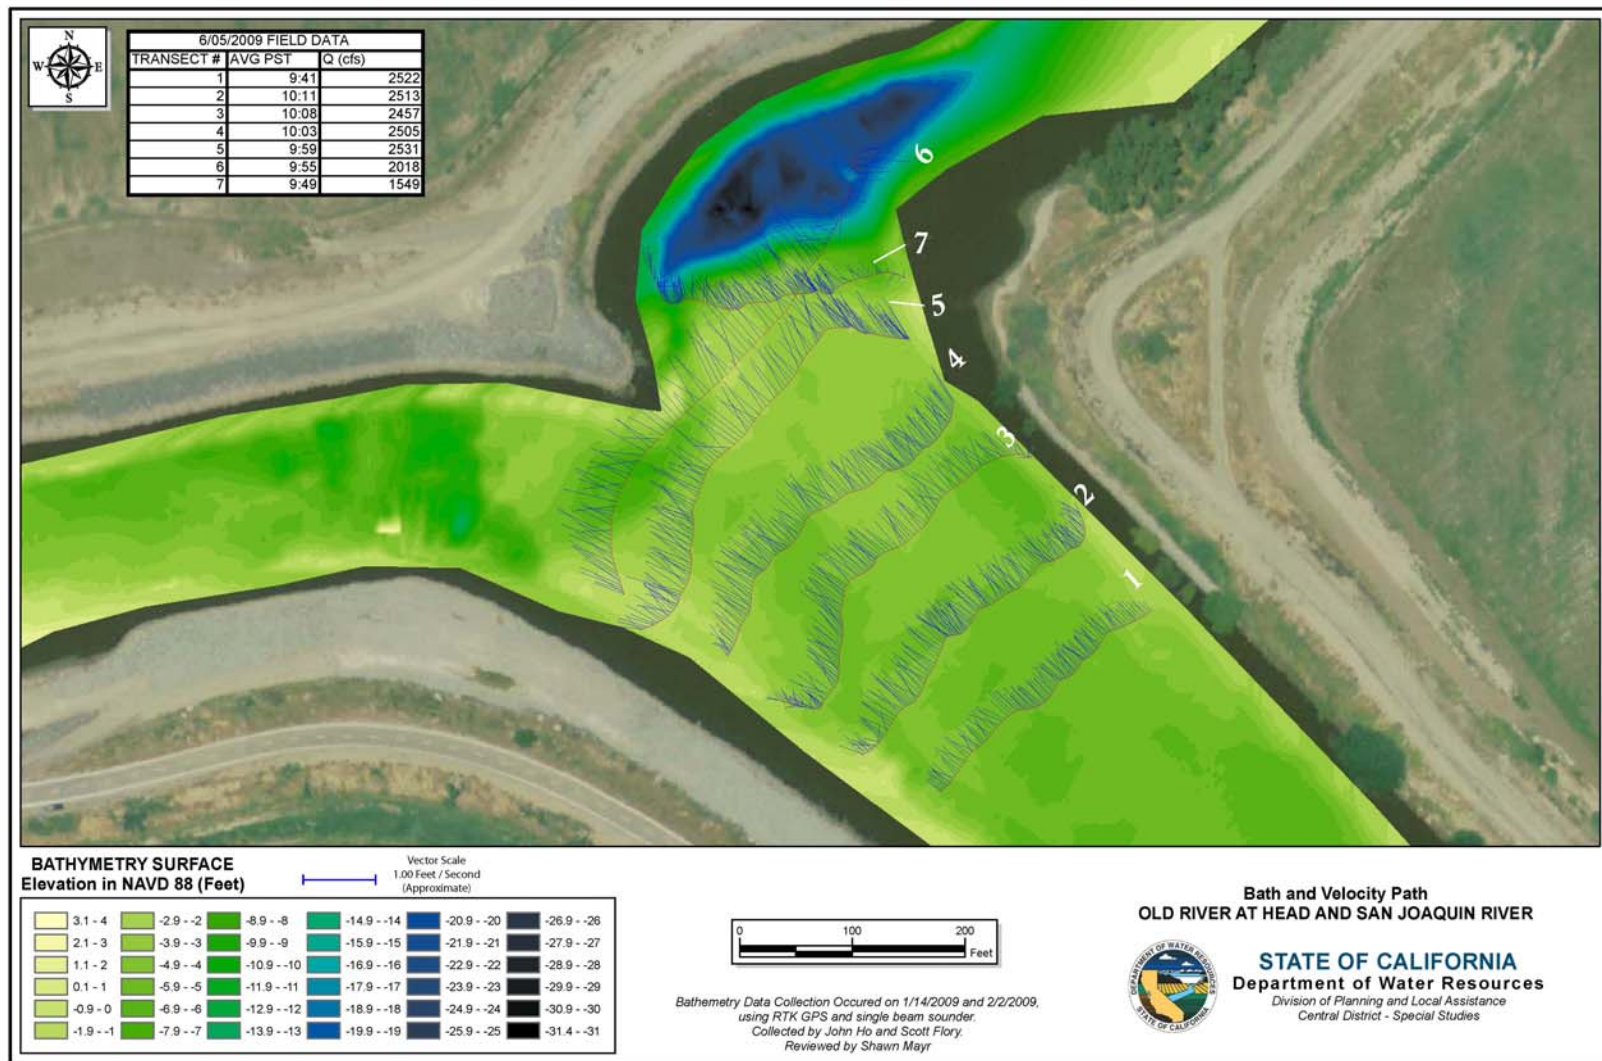 N
W E
S
6/05/2009 FIELD DATA
TRANSECT # AVG PST Q (cfs)
1 9:41 2522
2 10:11 2513
3 10:08 2457
4 10:03 2505
5 9:59 2531
6 9:55 2018
7 9:49 1549
6
7
5
4
3
2
1
BATHYMETRY SURFACE
Elevation in NAVD 88 (Feet)
Vector Scale
1.00 Feet / Second
(Approximate)
3.1 - 4 -2.9 - -2 -8.9 - -8 -14.9 - -14 -20.9 - -20 -26.9 - -26
2.1 - 3 -3.9 - -3 -9.9 - -9 -15.9 - -15 -21.9 - -21 -27.9 - -27
1.1 - 2 -4.9 - -4 -10.9 - -10 -16.9 - -16 -22.9 - -22 -28.9 - -28
0.1 - 1 -5.9 - -5 -11.9 - -11 -17.9 - -17 -23.9 - -23 -29.9 - -29
-0.9 - 0 -6.9 - -6 -12.9 - -12 -18.9 - -18 -24.9 - -24 -30.9 - -30
-1.9 - -1 -7.9 - -7 -13.9 - -13 -19.9 - -19 -25.9 - -25 -31.4 - -31
0 100 200
Feet
Bathemetry Data Collection Occured on 1/14/2009 and 2/2/2009,
using RTK GPS and single beam sounder.
Collected by John Ho and Scott Flory.
Reviewed by Shawn Mayr
Bath and Velocity Path
OLD RIVER AT HEAD AND SAN JOAQUIN RIVER
DEPARTMENT OF WATER RESOURCES
STATE OF CALIFORNIA
STATE OF CALIFORNIA
Department of Water Resources
Division of Planning and Local Assistance
Central District - Special Studies